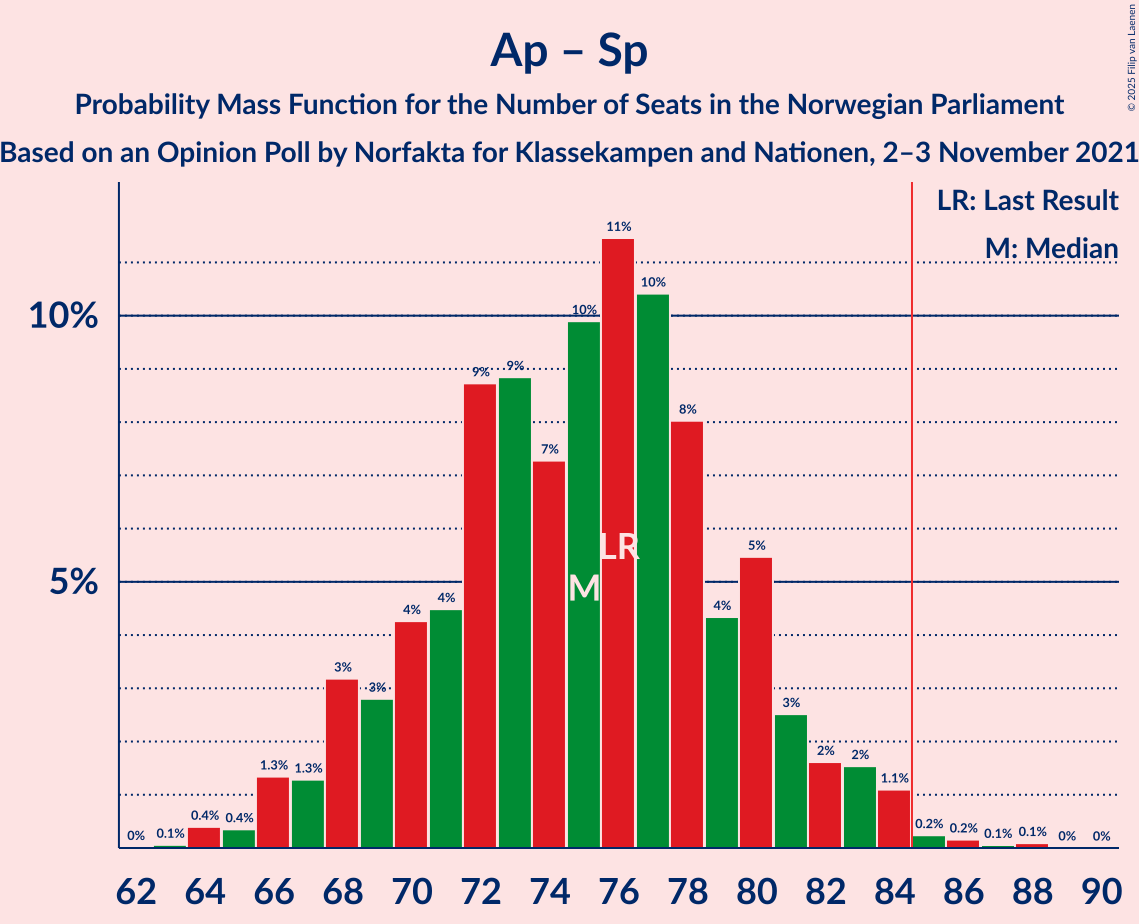 Ap – Sp
Probability Mass Function for the Number of Seats in the Norwegian Parliament
Based on an Opinion Poll by Norfakta for Klassekampen and Nationen, 2–3 November 2021
© 2025 Filip van Laenen
LR: Last Result
M: Median
10%
5%
0% 0.1% 0.4% 0.4% 1.3% 1.3% 3% 3% 4% 4% 9% 9% 7% 10% 11% 10% 8% 4% 5% 3% 2% 2% 1.1% 0.2% 0.2% 0.1% 0.1% 0% 0%
LR
M
62 64 66 68 70 72 74 76 78 80 82 84 86 88 90